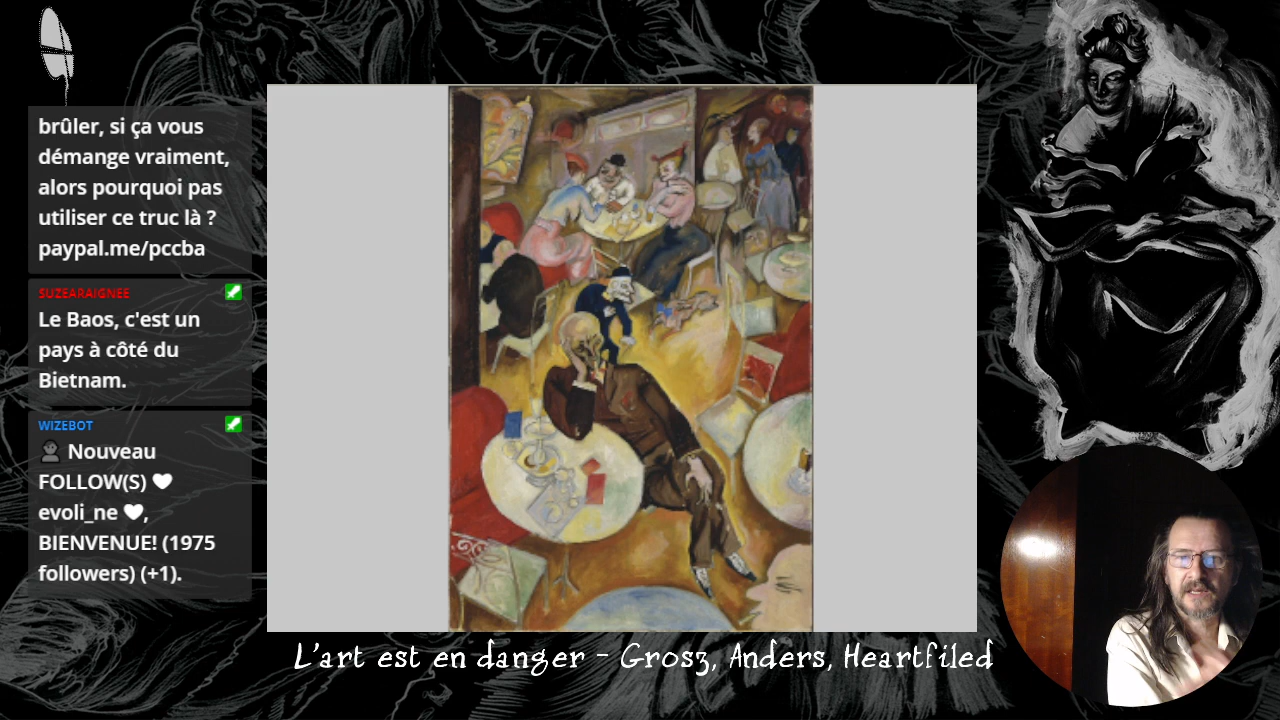 brûler, si ça vous
démange vraiment,
alors pourquoi pas
utiliser ce truc là ?
paypal.me/pccba
SUZEARAIGNEE
Le Baos, c'est un
pays à côté du
Bietnam.
WIZEBOT
Nouveau
FOLLOW(S) ♥
evoli_ne ♥,
BIENVENUE! (1975
followers) (+1).
L'art est en danger - Grosz, Anders, Heartfiled